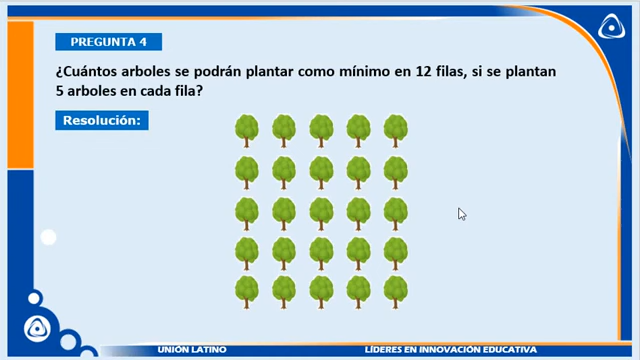 PREGUNTA 4
¿Cuántos arboles se podrán plantar como mínimo en 12 filas, si se plantan
5 arboles en cada fila?
Resolución:
UNIÓN LATINO
LÍDERES EN INNOVACIÓN EDUCATIVA